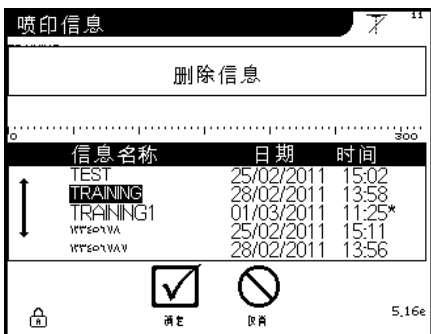 喷印信息 11
删除信息
0 300
信息名称 日期 时间
TEST 25/02/2011 15:02
TRAINING 28/02/2011 13:58
TRAINING1 01/03/2011 11:25*
25/02/2011 15:11
28/02/2011 13:56
确定 取消
A 5.16e